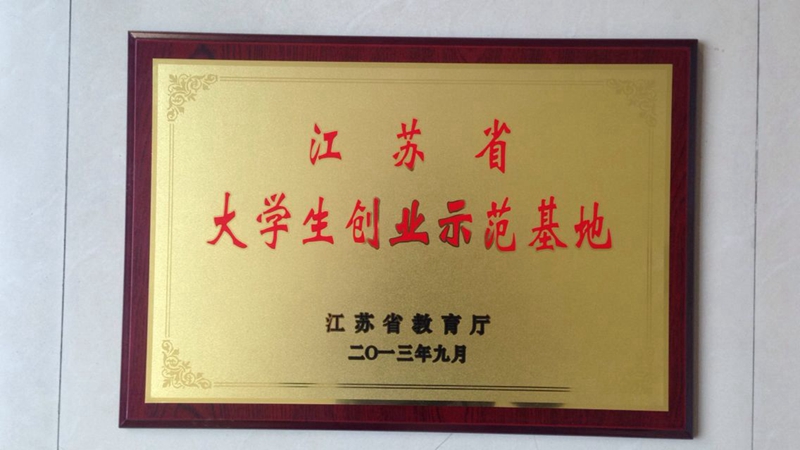 江苏省
大学生创业示范基地
江苏省教育厅
二〇一三年九月